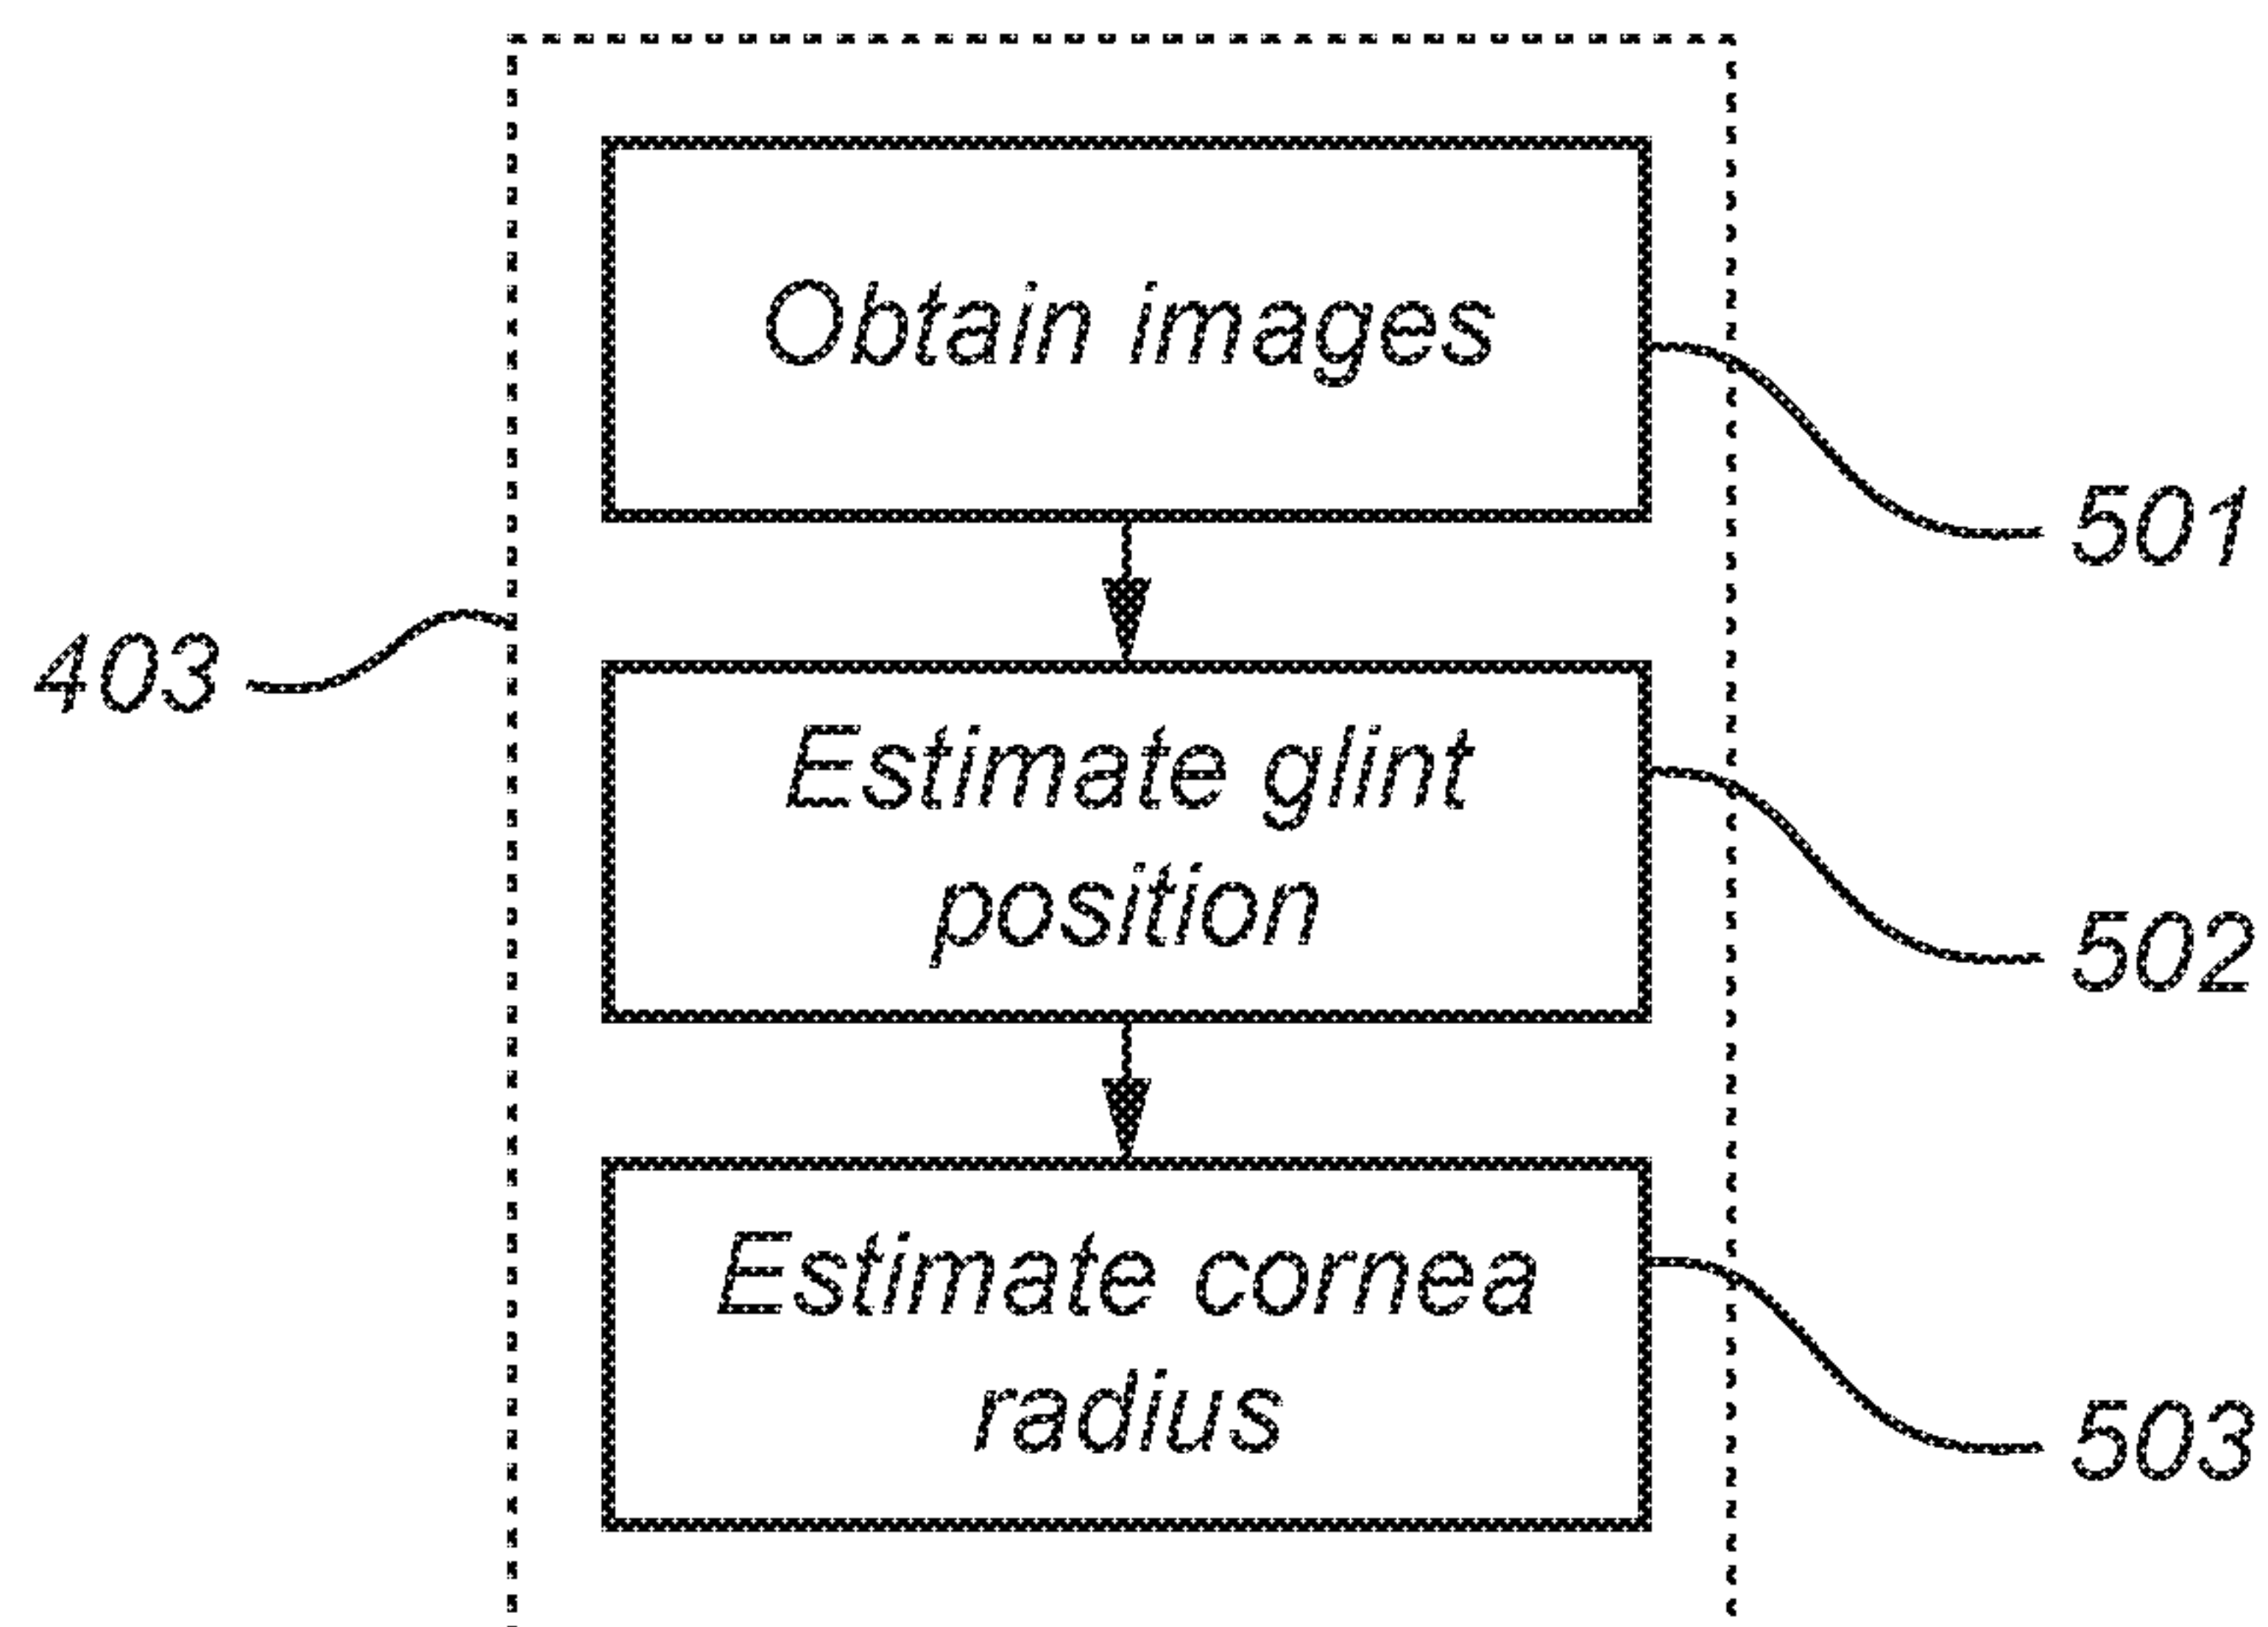 Obtain images
501
403
Estimate glint
position
502
Estimate cornea
radius
503